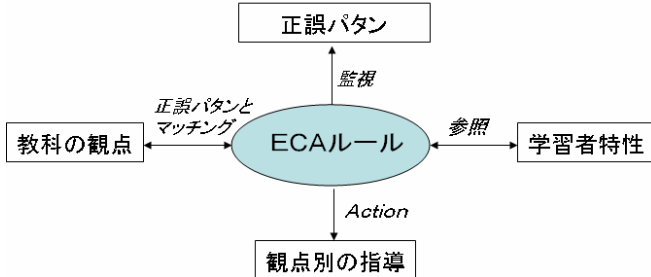 正誤パタン
監視
正誤パタンと
マッチング
教科の観点
ECAルール
参照
学習者特性
Action
観点別の指導